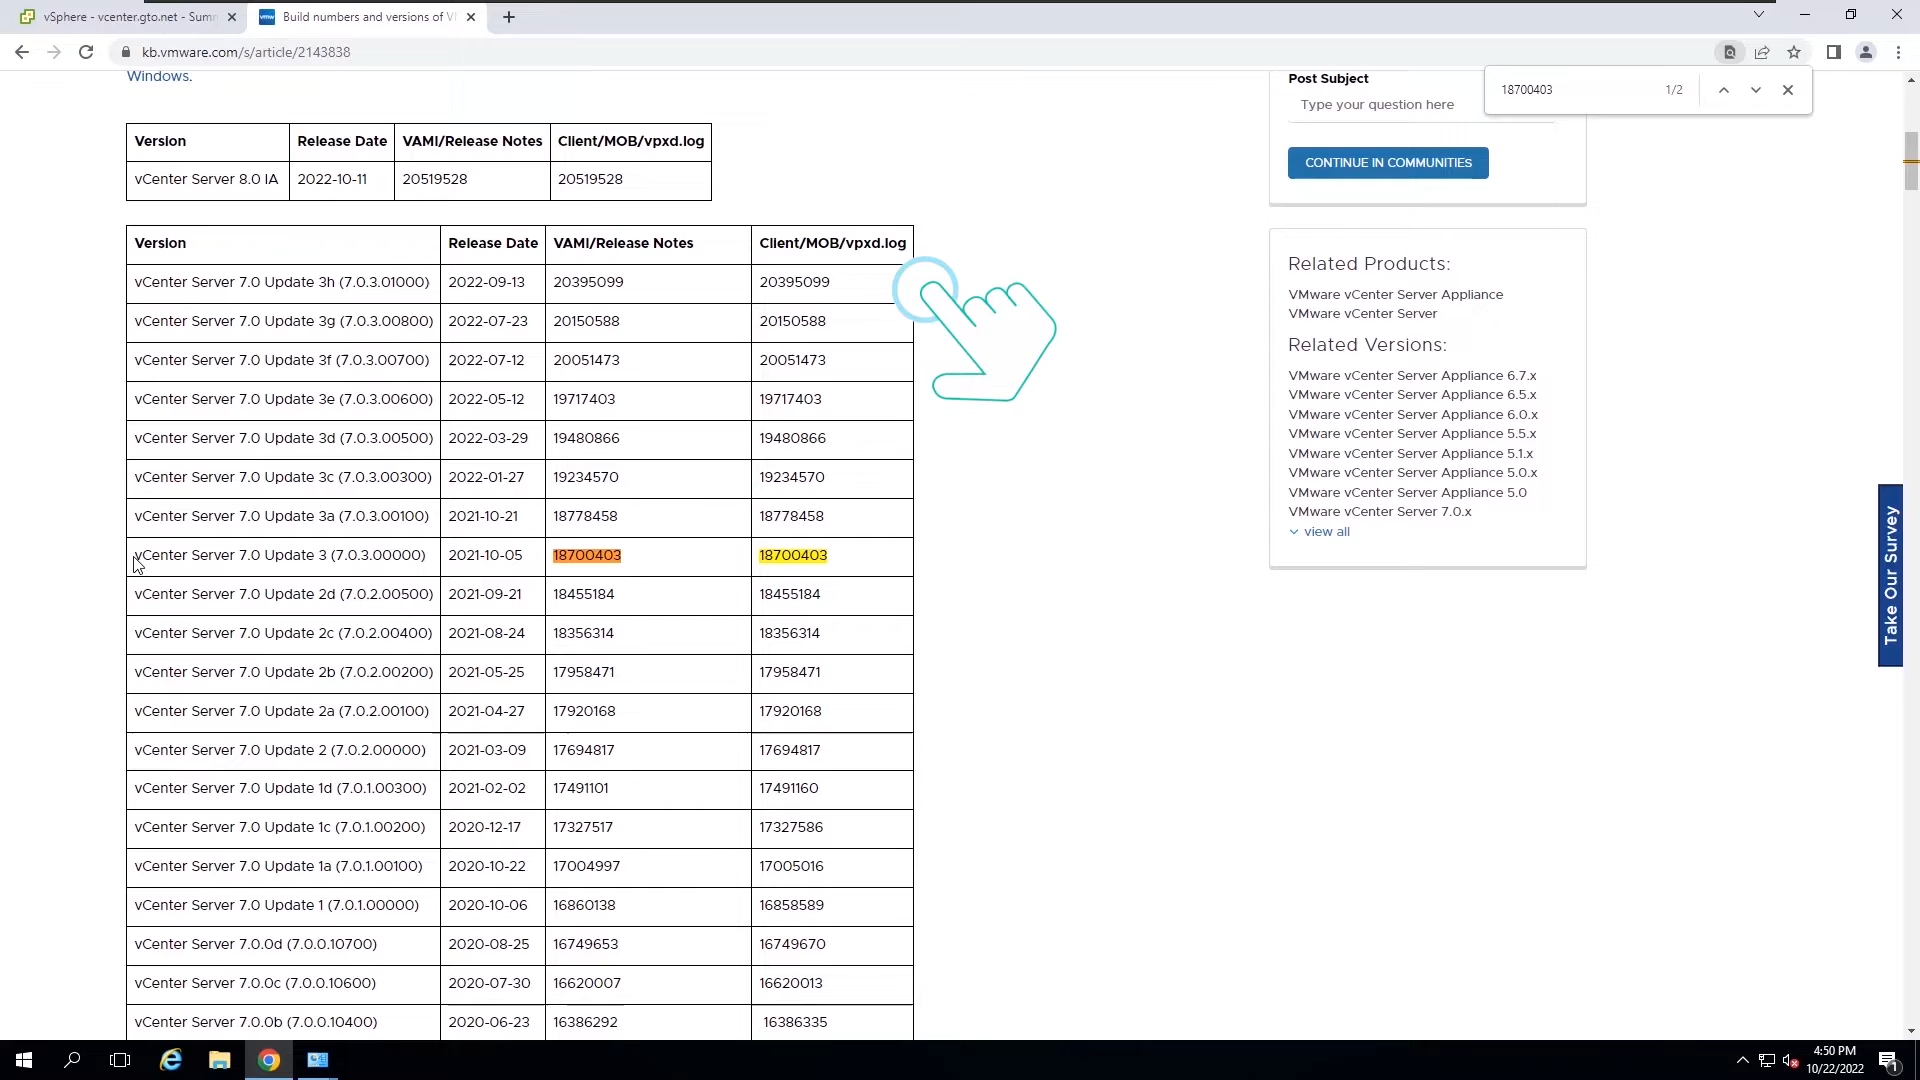 vSphere - vcenter.gto.net - Summ
Build numbers and versions of VM
kb.vmware.com/s/article/2143838
18700403 1/2
Windows.
Version Release Date VAMI/Release Notes Client/MOB/vpxd.log
vCenter Server 8.0 IA 2022-10-11 20519528 20519528
Version Release Date VAMI/Release Notes Client/MOB/vpxd.log
vCenter Server 7.0 Update 3h (7.0.3.01000) 2022-09-13 20395099 20395099
vCenter Server 7.0 Update 3g (7.0.3.00800) 2022-07-23 20150588 20150588
vCenter Server 7.0 Update 3f (7.0.3.00700) 2022-07-12 20051473 20051473
vCenter Server 7.0 Update 3e (7.0.3.00600) 2022-05-12 19717403 19717403
vCenter Server 7.0 Update 3d (7.0.3.00500) 2022-03-29 19480866 19480866
vCenter Server 7.0 Update 3c (7.0.3.00300) 2022-01-27 19234570 19234570
vCenter Server 7.0 Update 3a (7.0.3.00100) 2021-10-21 18778458 18778458
vCenter Server 7.0 Update 3 (7.0.3.00000) 2021-10-05 18700403 18700403
vCenter Server 7.0 Update 2d (7.0.2.00500) 2021-09-21 18455184 18455184
vCenter Server 7.0 Update 2c (7.0.2.00400) 2021-08-24 18356314 18356314
vCenter Server 7.0 Update 2b (7.0.2.00200) 2021-05-25 17958471 17958471
vCenter Server 7.0 Update 2a (7.0.2.00100) 2021-04-27 17920168 17920168
vCenter Server 7.0 Update 2 (7.0.2.00000) 2021-03-09 17694817 17694817
vCenter Server 7.0 Update 1d (7.0.1.00300) 2021-02-02 17491101 17491160
vCenter Server 7.0 Update 1c (7.0.1.00200) 2020-12-17 17327517 17327586
vCenter Server 7.0 Update 1a (7.0.1.00100) 2020-10-22 17004997 17005016
vCenter Server 7.0 Update 1 (7.0.1.00000) 2020-10-06 16860138 16858589
vCenter Server 7.0.0d (7.0.0.10700) 2020-08-25 16749653 16749670
vCenter Server 7.0.0c (7.0.0.10600) 2020-07-30 16620007 16620013
vCenter Server 7.0.0b (7.0.0.10400) 2020-06-23 16386292 16386335
Post Subject
Type your question here
CONTINUE IN COMMUNITIES
Related Products:
VMware vCenter Server Appliance
VMware vCenter Server
Related Versions:
VMware vCenter Server Appliance 6.7.x
VMware vCenter Server Appliance 6.5.x
VMware vCenter Server Appliance 6.0.x
VMware vCenter Server Appliance 5.5.x
VMware vCenter Server Appliance 5.1.x
VMware vCenter Server Appliance 5.0.x
VMware vCenter Server Appliance 5.0
VMware vCenter Server 7.0.x
view all
Take Our Survey
4:50 PM
10/22/2022
1